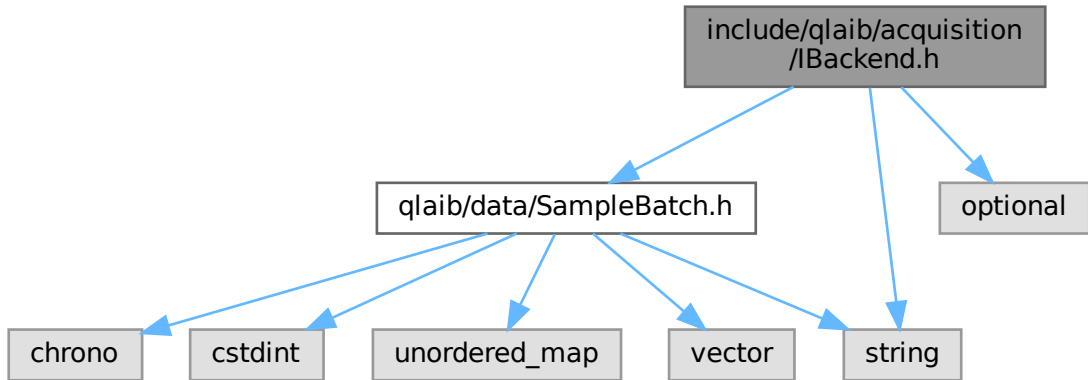 include/qlaib/acquisition
/IBackend.h
qlaib/data/SampleBatch.h
optional
chrono
cstdint
unordered_map
vector
string